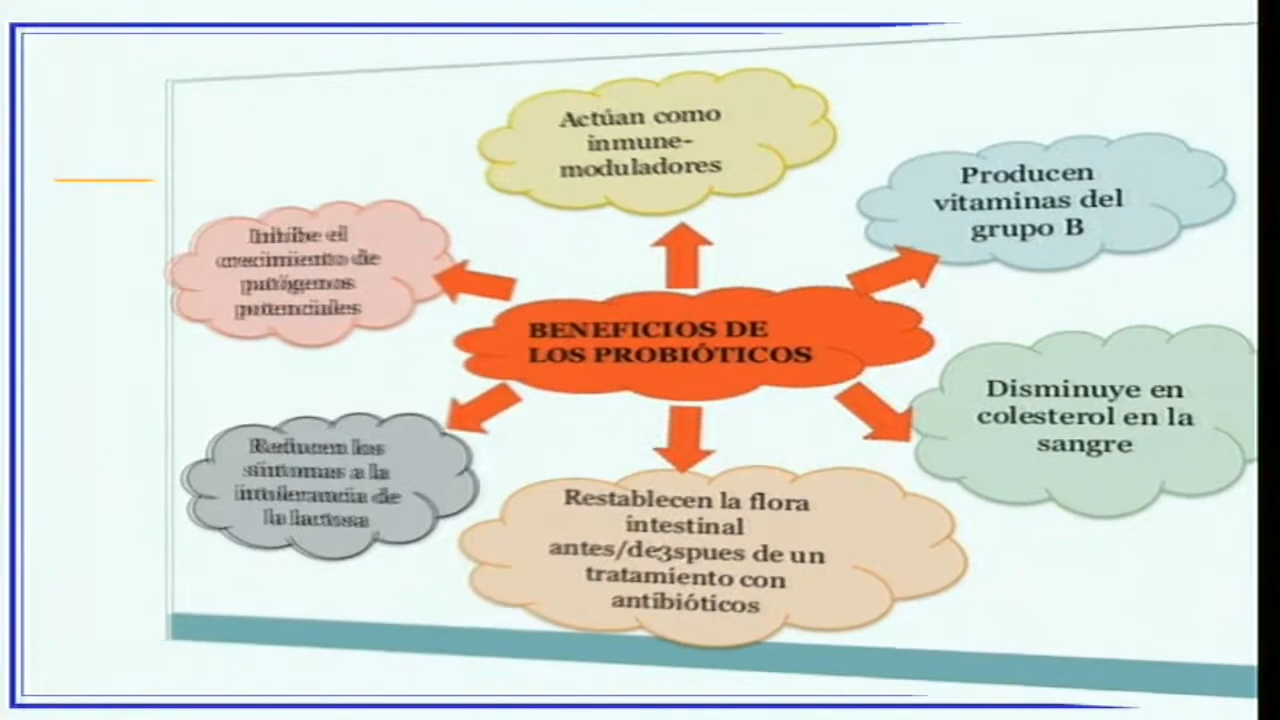 Actúan como
inmune-
moduladores
Producen
vitaminas del
grupo B
Inhibe el
crecimiento de
patógenos
potenciales
BENEFICIOS DE
LOS PROBIÓTICOS
Disminuye en
colesterol en la
sangre
Reducen los
síntomas a la
intolerancia de
la lactosa
Restablecen la flora
intestinal
antes/de3spues de un
tratamiento con
antibióticos